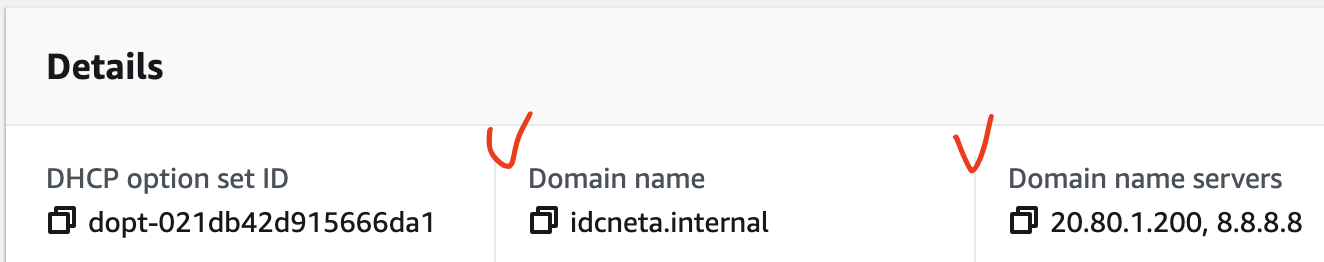 Details
DHCP option set ID
dopt-021db42d915666da1
Domain name
idcneta.internal
Domain name servers
20.80.1.200, 8.8.8.8